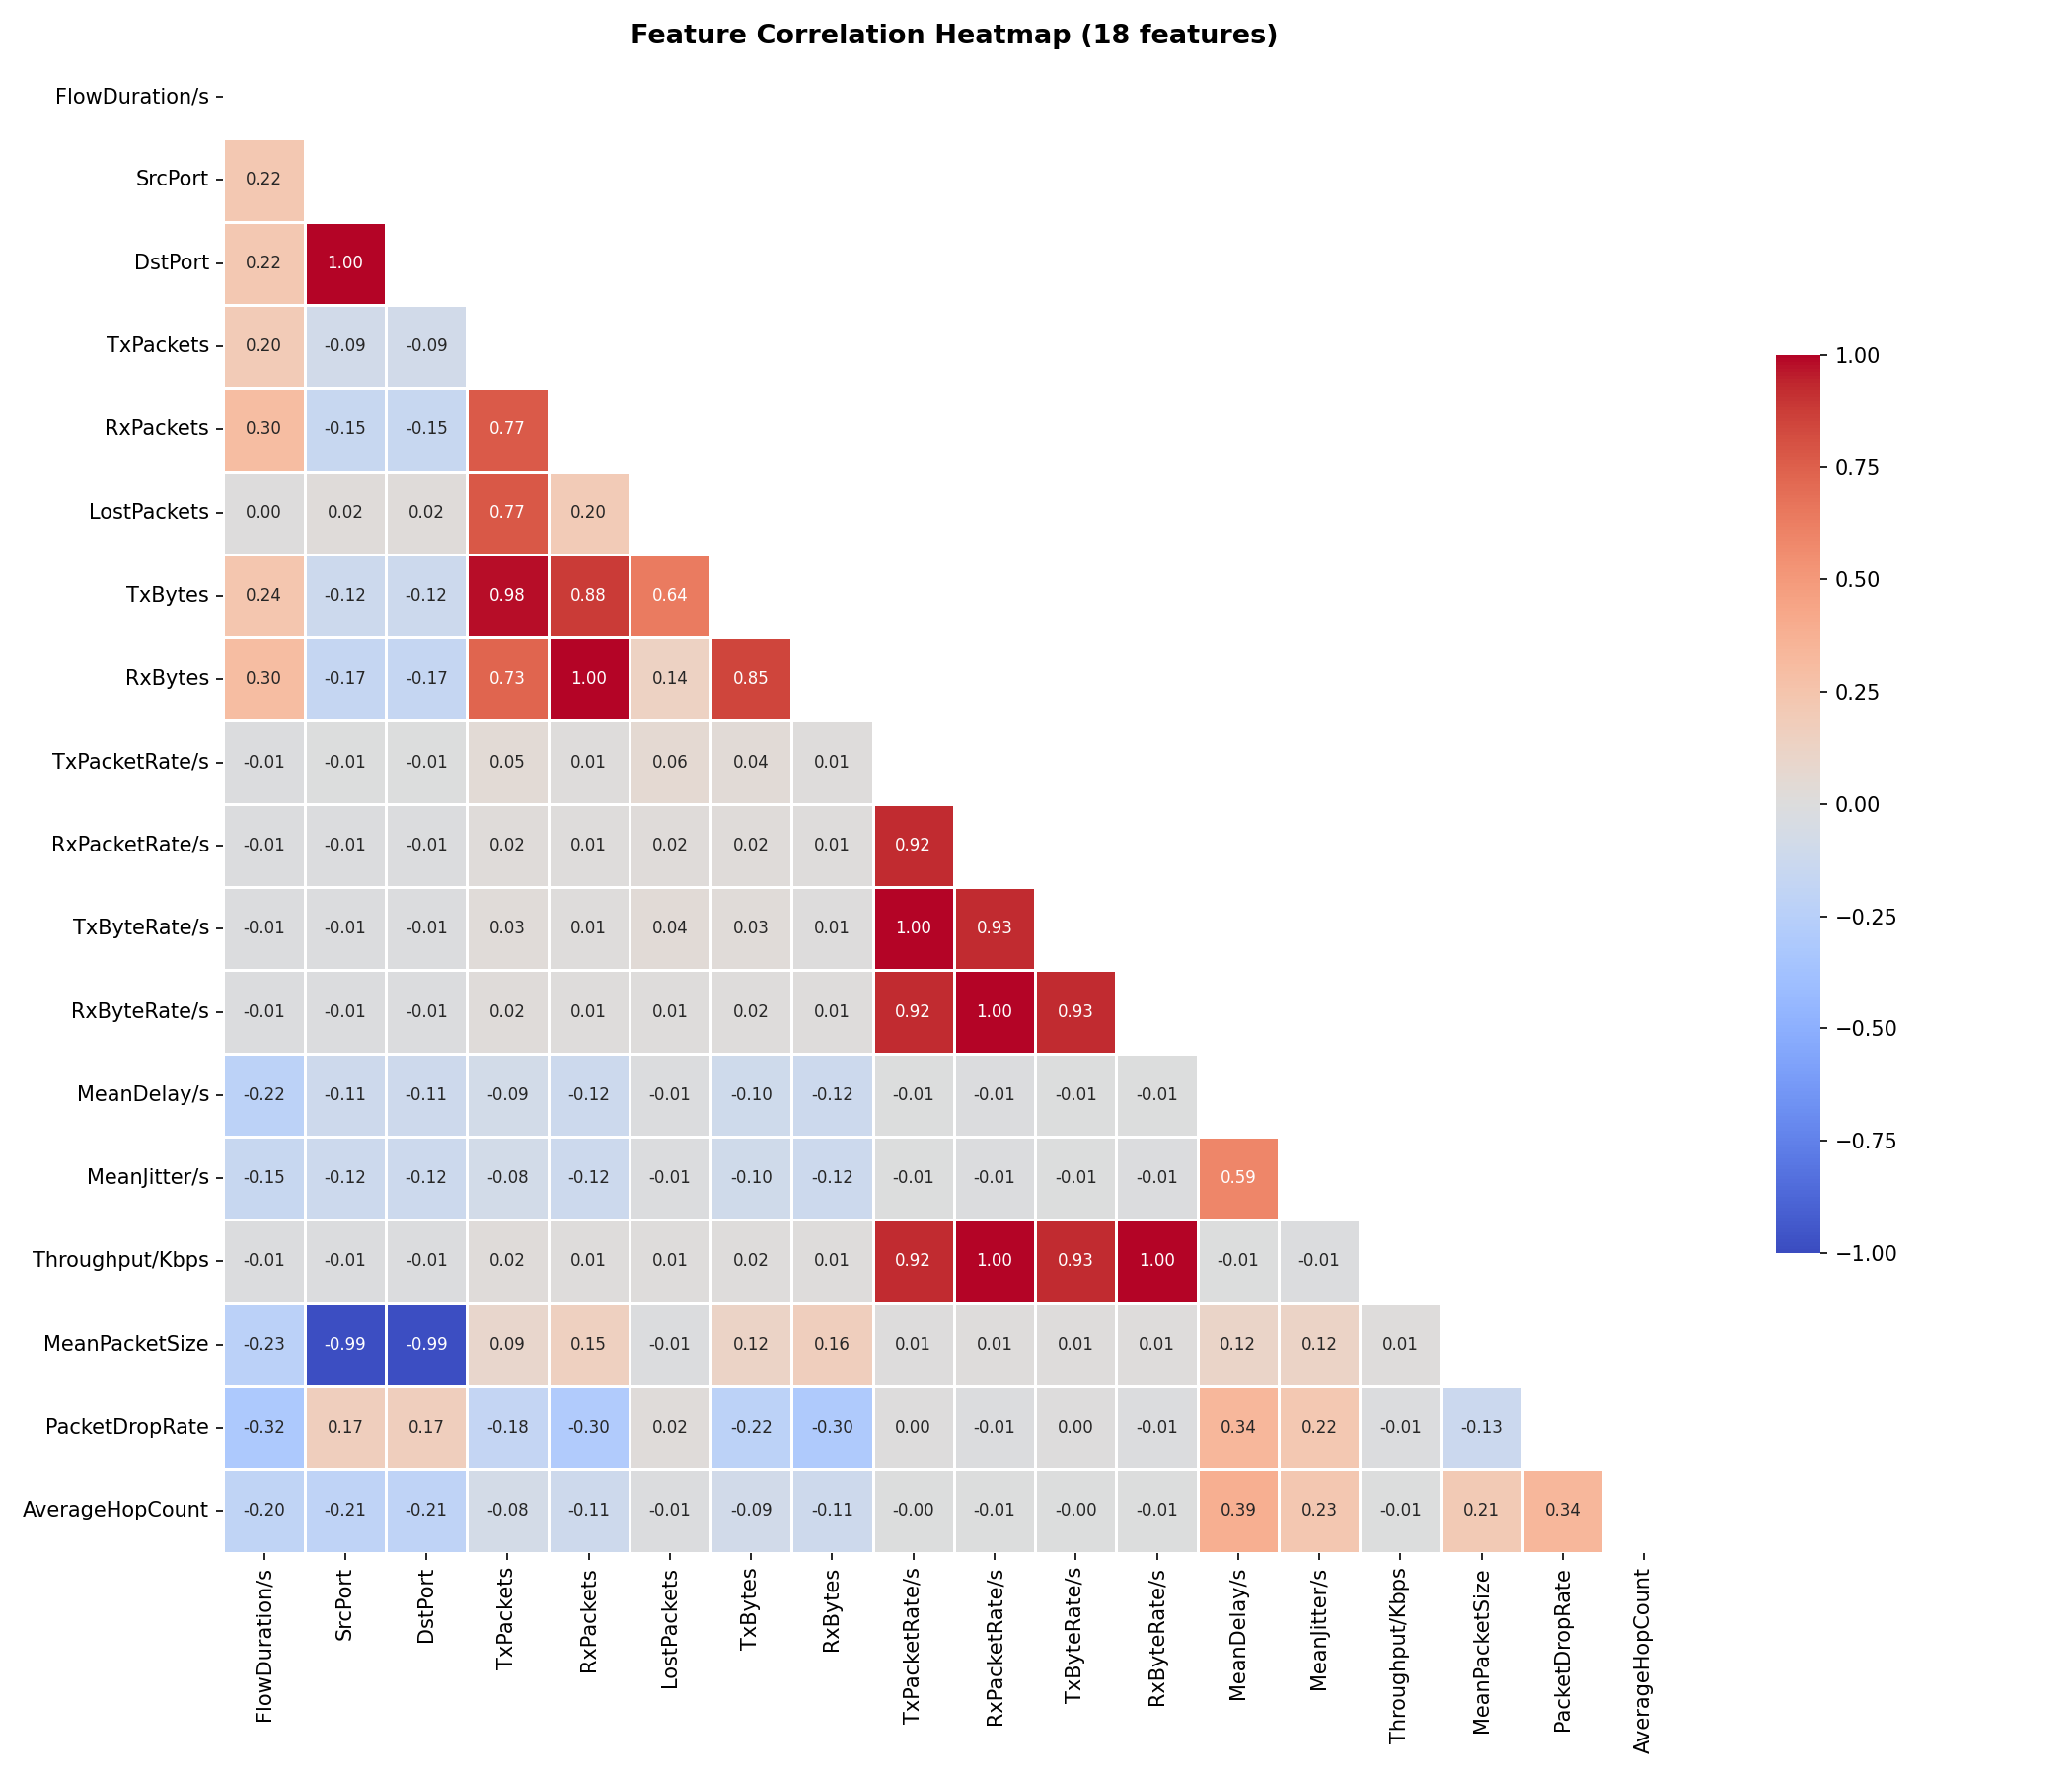 Feature Correlation Heatmap (18 features)
FlowDuration/s
SrcPort 0.22
DstPort 0.22 1.00
TxPackets 0.20 -0.09 -0.09
RxPackets 0.30 -0.15 -0.15 0.77
LostPackets 0.00 0.02 0.02 0.77 0.20
TxBytes 0.24 -0.12 -0.12 0.98 0.88 0.64
RxBytes 0.30 -0.17 -0.17 0.73 1.00 0.14 0.85
TxPacketRate/s -0.01 -0.01 -0.01 0.05 0.01 0.06 0.04 0.01
RxPacketRate/s -0.01 -0.01 -0.01 0.02 0.01 0.02 0.02 0.01 0.92
TxByteRate/s -0.01 -0.01 -0.01 0.03 0.01 0.04 0.03 0.01 1.00 0.93
RxByteRate/s -0.01 -0.01 -0.01 0.02 0.01 0.01 0.02 0.01 0.92 1.00 0.93
MeanDelay/s -0.22 -0.11 -0.11 -0.09 -0.12 -0.01 -0.10 -0.12 -0.01 -0.01 -0.01 -0.01
MeanJitter/s -0.15 -0.12 -0.12 -0.08 -0.12 -0.01 -0.10 -0.12 -0.01 -0.01 -0.01 -0.01 0.59
Throughput/Kbps -0.01 -0.01 -0.01 0.02 0.01 0.01 0.02 0.01 0.92 1.00 0.93 1.00 -0.01 -0.01
MeanPacketSize -0.23 -0.99 -0.99 0.09 0.15 -0.01 0.12 0.16 0.01 0.01 0.01 0.01 0.12 0.12 0.01
PacketDropRate -0.32 0.17 0.17 -0.18 -0.30 0.02 -0.22 -0.30 0.00 -0.01 0.00 -0.01 0.34 0.22 -0.01 -0.13
AverageHopCount -0.20 -0.21 -0.21 -0.08 -0.11 -0.01 -0.09 -0.11 -0.00 -0.01 -0.00 -0.01 0.39 0.23 -0.01 0.21 0.34
FlowDuration/s
SrcPort
DstPort
TxPackets
RxPackets
LostPackets
TxBytes
RxBytes
TxPacketRate/s
RxPacketRate/s
TxByteRate/s
RxByteRate/s
MeanDelay/s
MeanJitter/s
Throughput/Kbps
MeanPacketSize
PacketDropRate
AverageHopCount
1.00
0.75
0.50
0.25
0.00
−0.25
−0.50
−0.75
−1.00